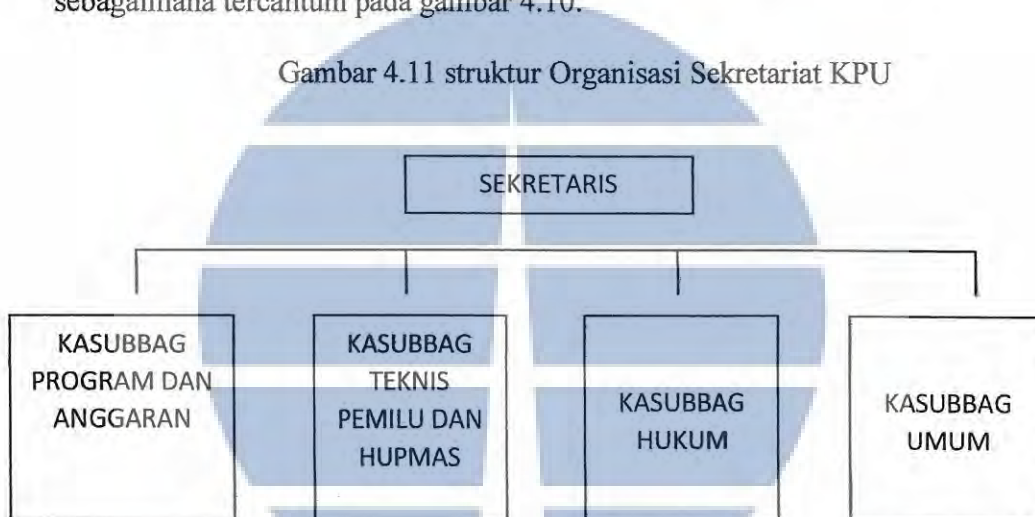 sebagaimana tercantum pada gambar 4.10.
Gambar 4.11 struktur Organisasi Sekretariat KPU
SEKRETARIS
KASUBBAG
PROGRAM DAN
ANGGARAN
KASUBBAG
TEKNIS
PEMILU DAN
HUPMAS
KASUBBAG
HUKUM
KASUBBAG
UMUM